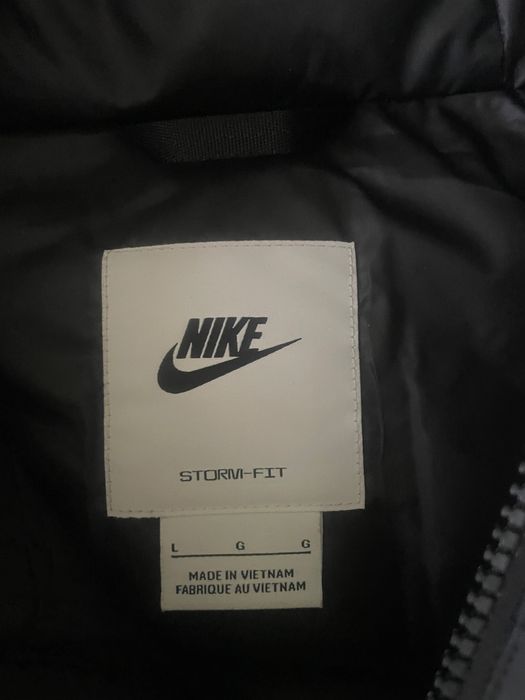 NIKE
STORM-FIT
L G G
MADE IN VIETNAM
FABRIQUE AU VIETNAM